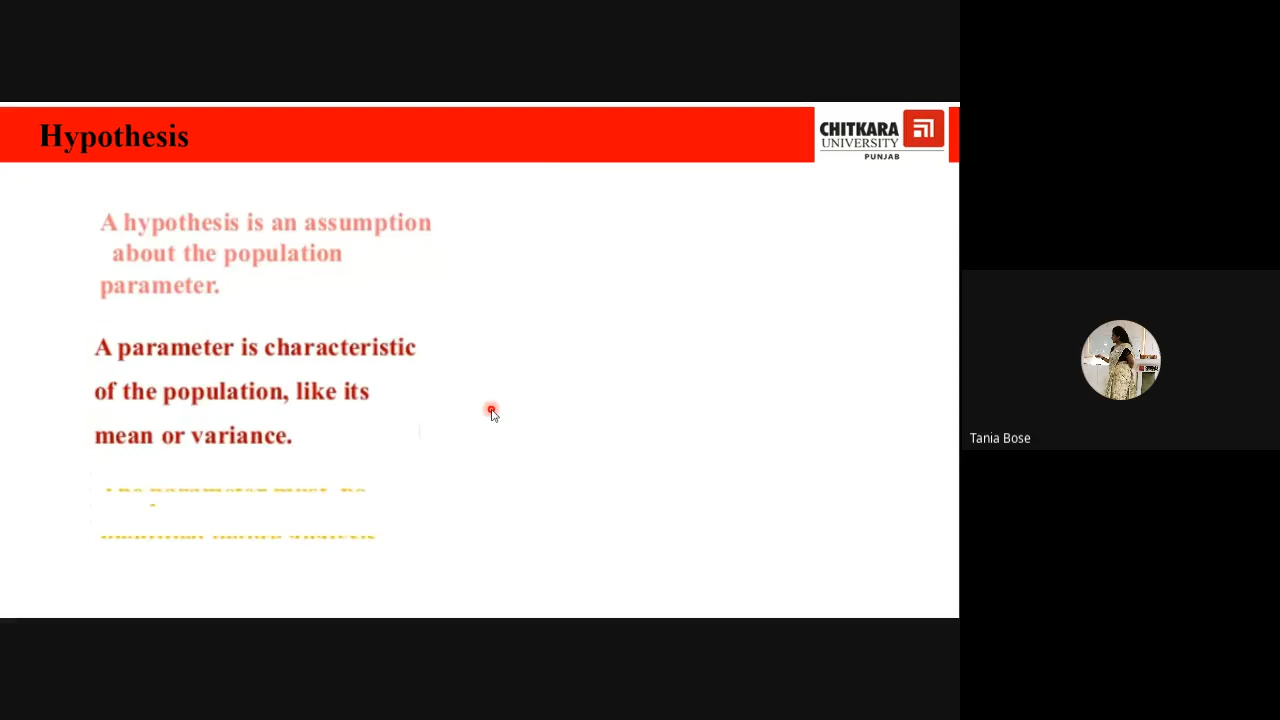 Hypothesis
CHITKARA
UNIVERSITY
PUNJAB
A hypothesis is an assumption
about the population
parameter.
A parameter is characteristic
of the population, like its
mean or variance.
Tania Bose